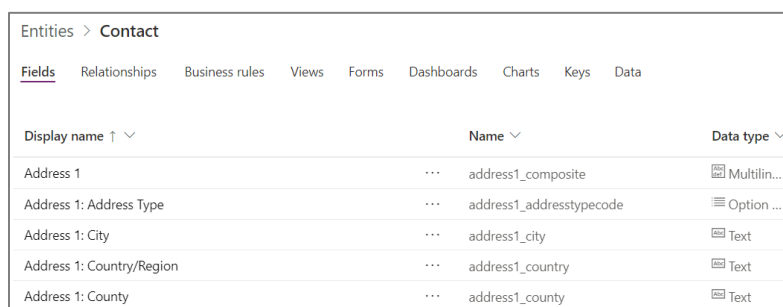 Entities > Contact
Fields Relationships Business rules Views Forms Dashboards Charts Keys Data
Display name ↑ Name Data type
Address 1 ... address1_composite Multilin...
Address 1: Address Type ... address1_addresstypecode Option ...
Address 1: City ... address1_city Text
Address 1: Country/Region ... address1_country Text
Address 1: County ... address1_county Text